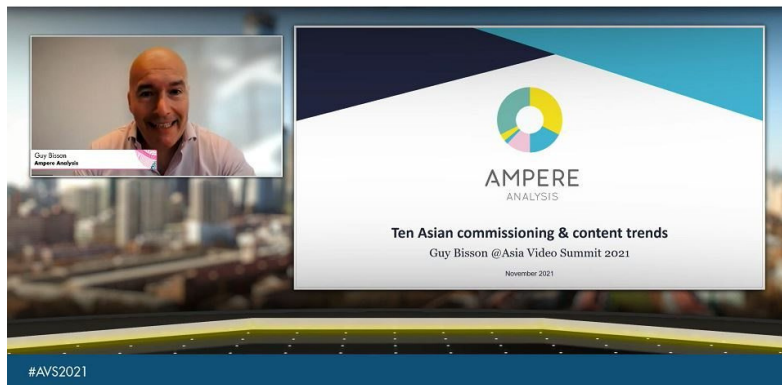 Guy Bisson
Ampere Analysis
AMPERE
ANALYSIS
Ten Asian commissioning & content trends
Guy Bisson @Asia Video Summit 2021
November 2021
#AVS2021